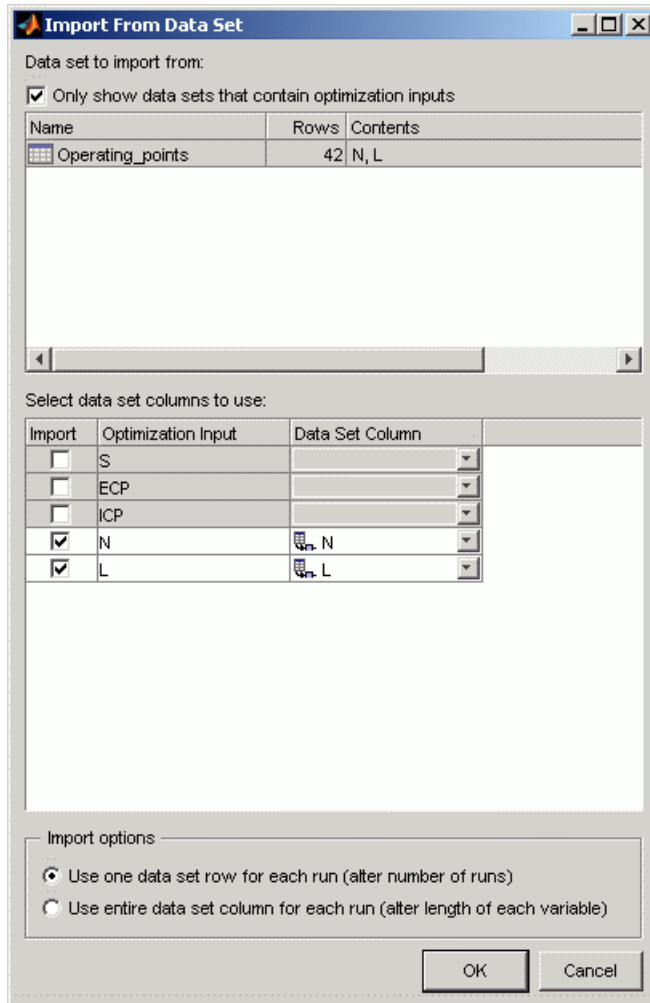 Import From Data Set
Data set to import from:
Only show data sets that contain optimization inputs
Name Rows Contents
Operating_points 42 N, L
Select data set columns to use:
Import Optimization Input Data Set Column
S
ECP
ICP
N N
L L
Import options
Use one data set row for each run (alter number of runs)
Use entire data set column for each run (alter length of each variable)
OK Cancel